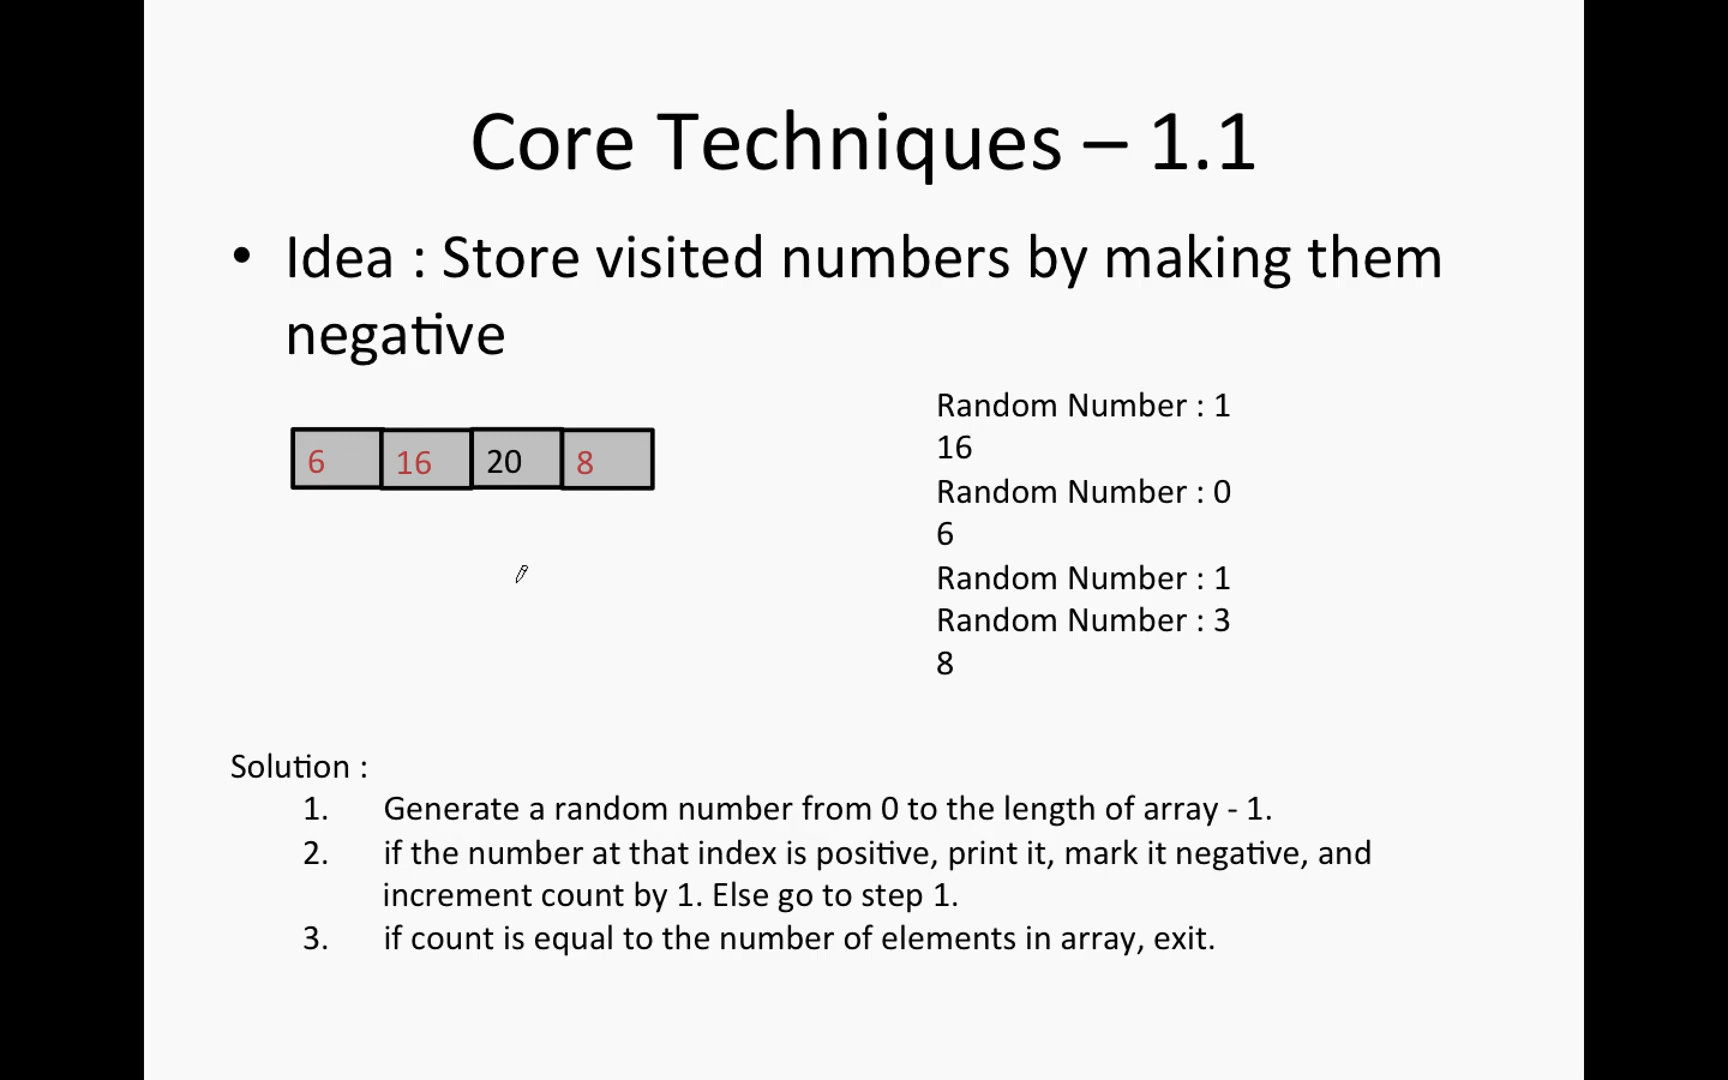 Core Techniques – 1.1
• Idea : Store visited numbers by making them
negative
6 16 20 8
Random Number : 1
16
Random Number : 0
6
Random Number : 1
Random Number : 3
8
Solution :
1. Generate a random number from 0 to the length of array - 1.
2. if the number at that index is positive, print it, mark it negative, and
increment count by 1. Else go to step 1.
3. if count is equal to the number of elements in array, exit.